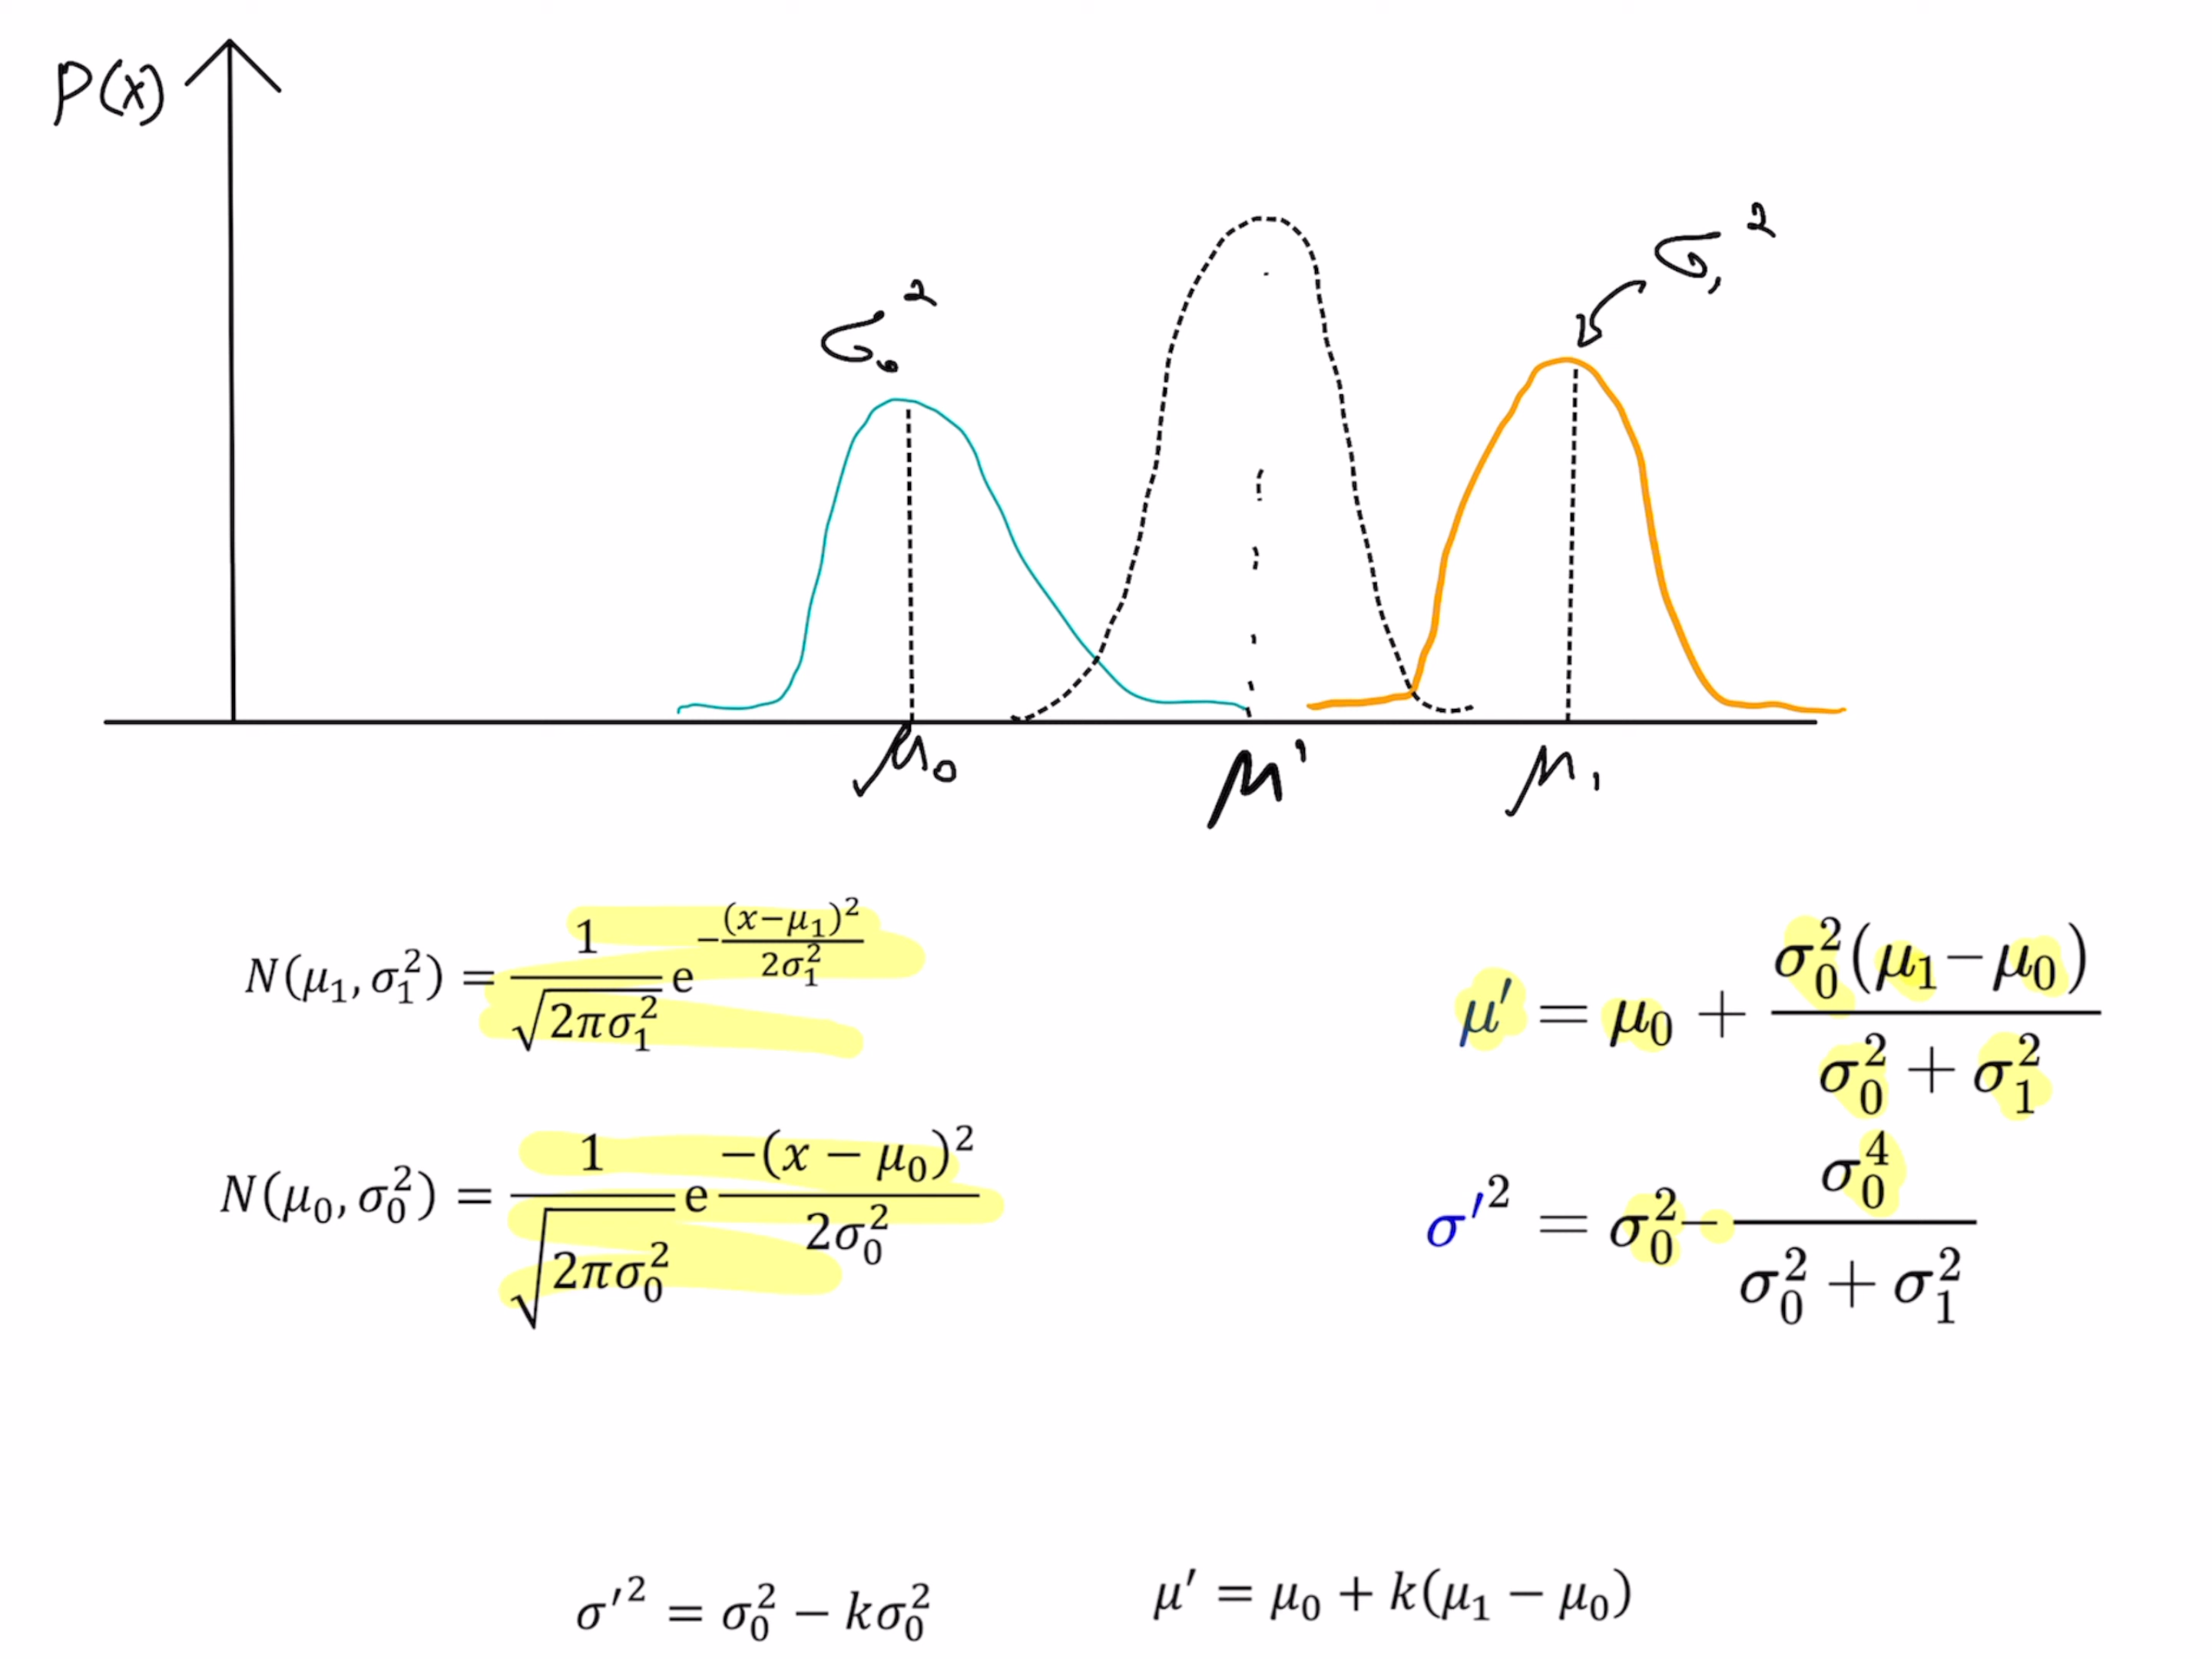 P(x)
σ₀²
σ₁²
μ₀ μ' μ₁
N(μ₁, σ₁²) = 1/√(2πσ₁²) e^(-(x-μ₁)²/2σ₁²)
μ' = μ₀ + σ₀²(μ₁-μ₀)/(σ₀² + σ₁²)
N(μ₀, σ₀²) = 1/√(2πσ₀²) e -(x - μ₀)²/2σ₀²
σ'² = σ₀² - σ₀⁴/(σ₀² + σ₁²)
σ'² = σ₀² - kσ₀²
μ' = μ₀ + k(μ₁ - μ₀)